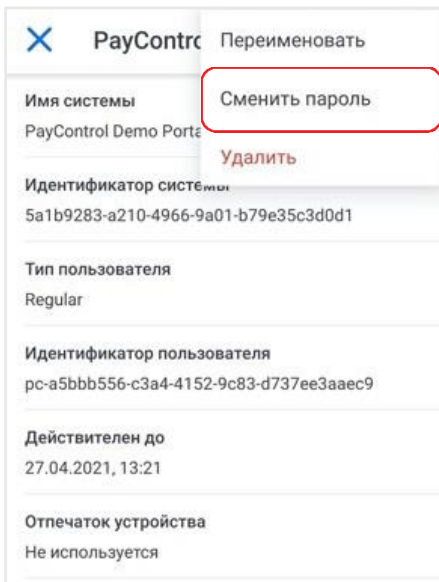 PayContro
Переименовать
Сменить пароль
Удалить
Имя системы
PayControl Demo Porta
Идентификатор системы
5a1b9283-a210-4966-9a01-b79e35c3d0d1
Тип пользователя
Regular
Идентификатор пользователя
pc-a5bbb556-c3a4-4152-9c83-d737ee3aaec9
Действителен до
27.04.2021, 13:21
Отпечаток устройства
Не используется